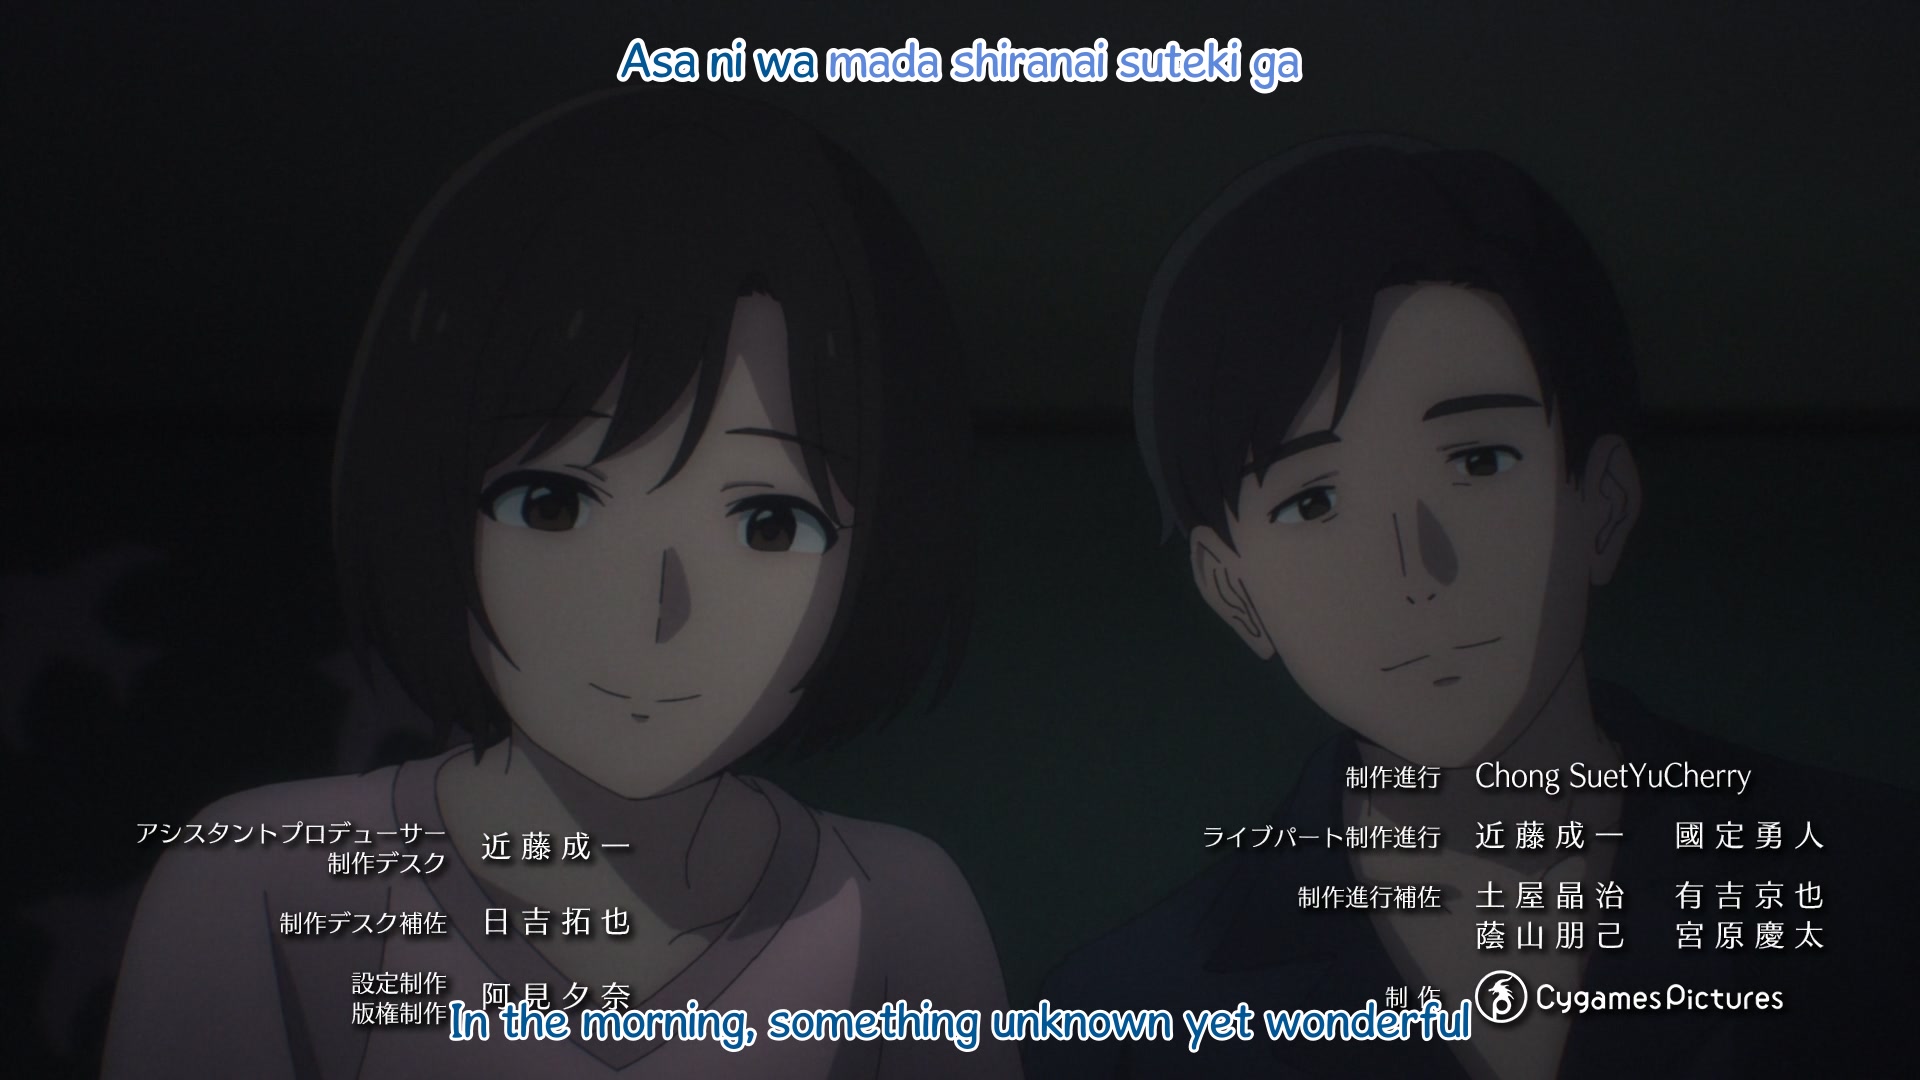 Asa ni wa mada shiranai suteki ga
アシスタントプロデューサー
制作デスク
近藤成一
制作デスク補佐 日吉拓也
設定制作
版権制作
阿見夕奈
制作進行 Chong SuetYuCherry
ライブパート制作進行 近藤成一 國定勇人
制作進行補佐 土屋晶治 有吉京也
蔭山朋己 宮原慶太
制作 CygamesPictures
In the morning, something unknown yet wonderful